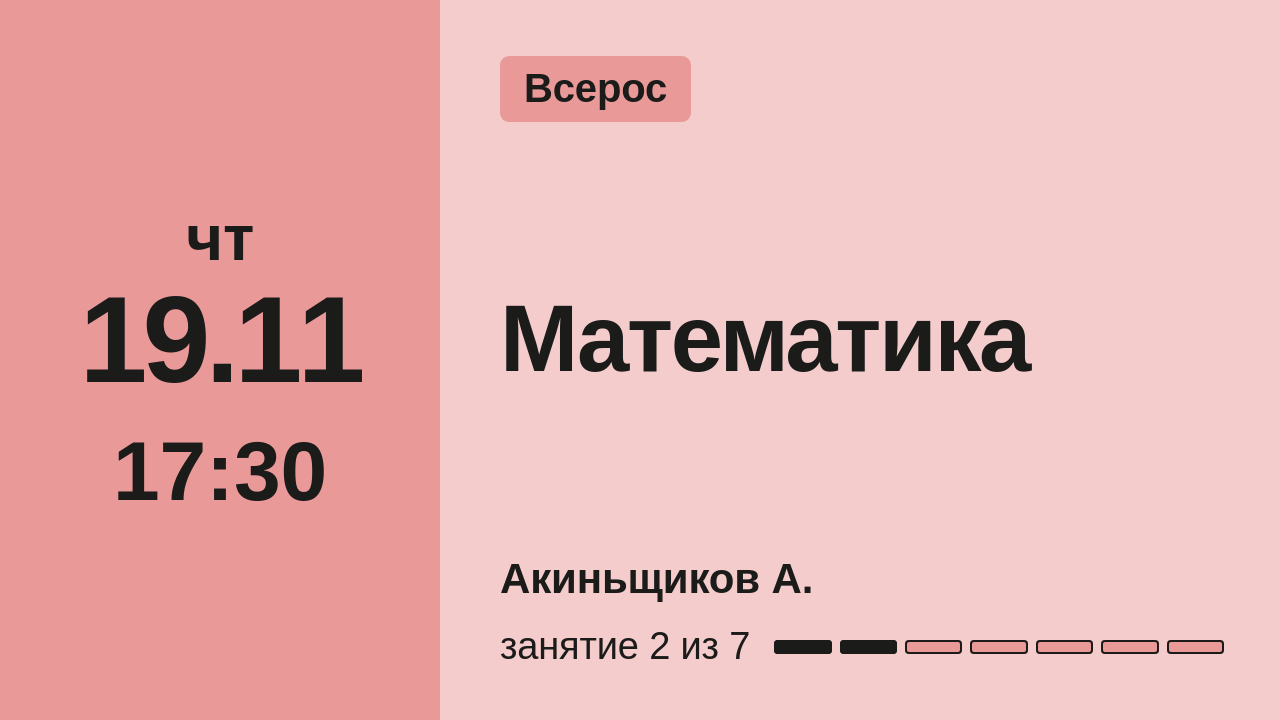 чт
19.11
17:30
Всерос
Математика
Акиньщиков А.
занятие 2 из 7